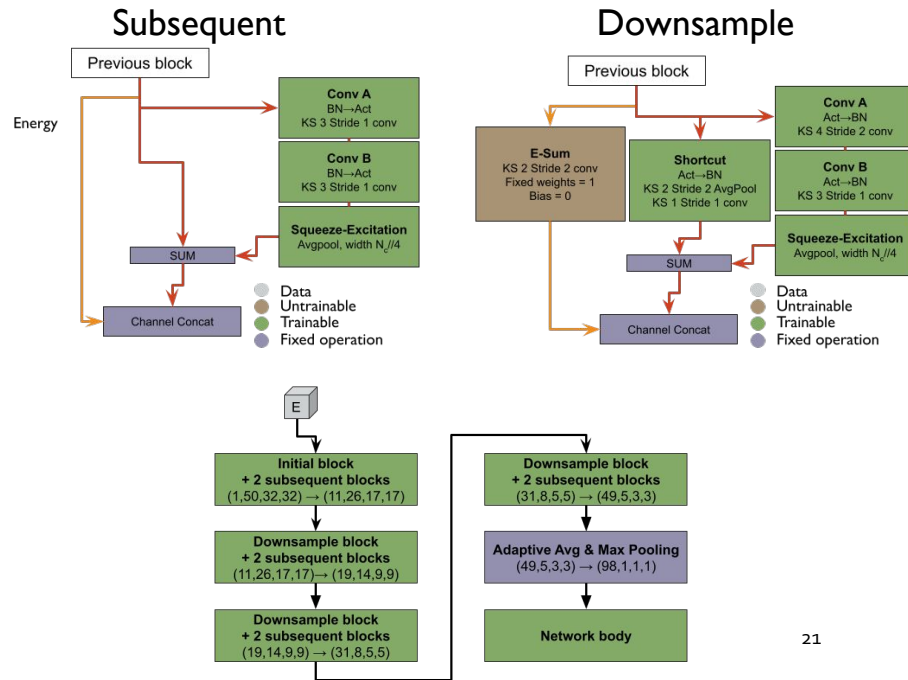 Subsequent
Previous block
Energy
Conv A
BN→Act
KS 3 Stride 1 conv
Conv B
BN→Act
KS 3 Stride 1 conv
Squeeze-Excitation
Avgpool, width N_c//4
SUM
Channel Concat
Data
Untrainable
Trainable
Fixed operation
Downsample
Previous block
E-Sum
KS 2 Stride 2 conv
Fixed weights = 1
Bias = 0
Shortcut
Act→BN
KS 2 Stride 2 AvgPool
KS 1 Stride 1 conv
Conv A
Act→BN
KS 4 Stride 2 conv
Conv B
Act→BN
KS 3 Stride 1 conv
Squeeze-Excitation
Avgpool, width N_c//4
SUM
Channel Concat
Data
Untrainable
Trainable
Fixed operation
E
Initial block
+ 2 subsequent blocks
(1,50,32,32) → (11,26,17,17)
Downsample block
+ 2 subsequent blocks
(11,26,17,17)→ (19,14,9,9)
Downsample block
+ 2 subsequent blocks
(19,14,9,9) → (31,8,5,5)
Downsample block
+ 2 subsequent blocks
(31,8,5,5) → (49,5,3,3)
Adaptive Avg & Max Pooling
(49,5,3,3) → (98,1,1,1)
Network body
21